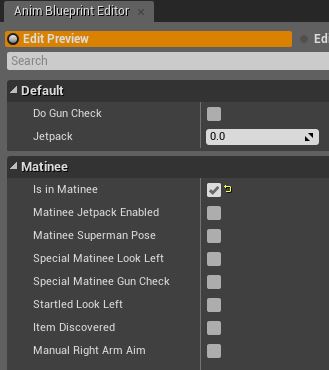 Anim Blueprint Editor
Edit Preview
Ed
Search
Default
Do Gun Check
Jetpack 0.0
Matinee
Is in Matinee
Matinee Jetpack Enabled
Matinee Superman Pose
Special Matinee Look Left
Special Matinee Gun Check
Startled Look Left
Item Discovered
Manual Right Arm Aim